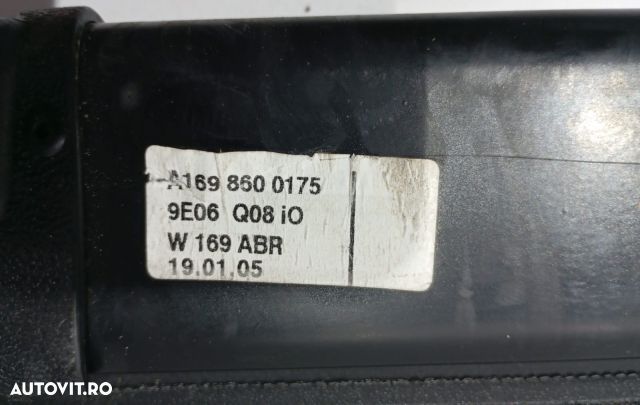 A169 860 0175
9E06 Q08 iO
W 169 ABR
19.01.05
AUTOVIT.RO